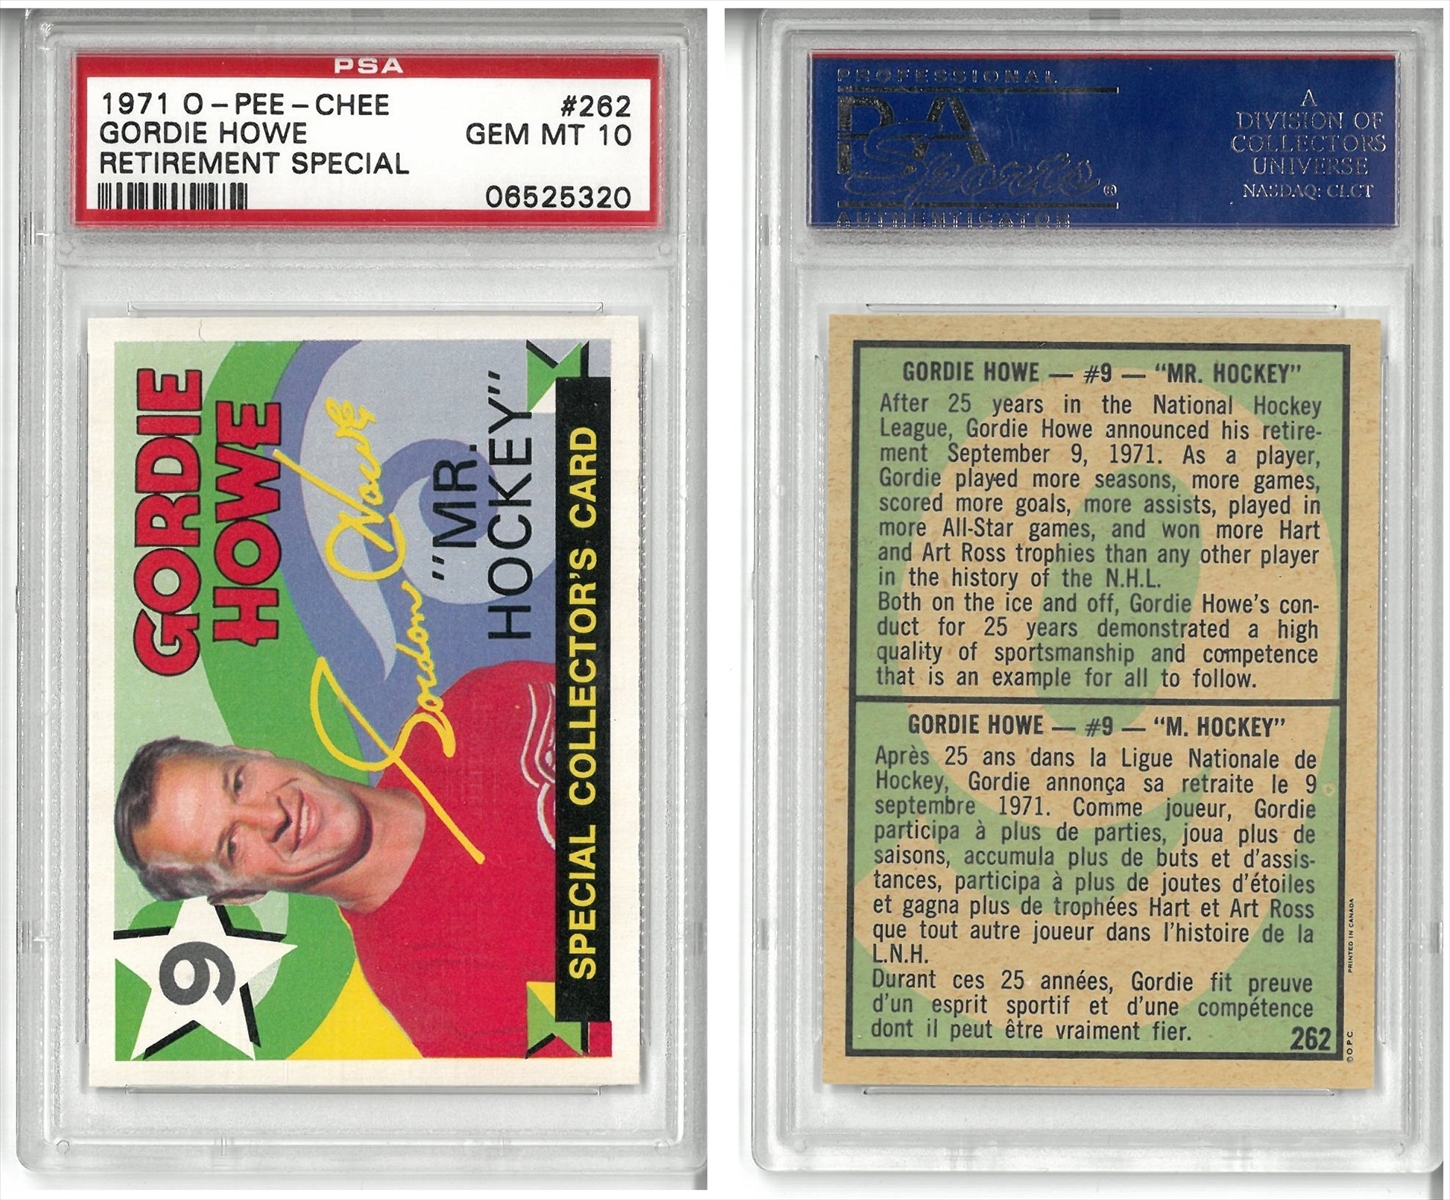 PSA
1971 O-PEE-CHEE #262
GORDIE HOWE GEM MT 10
RETIREMENT SPECIAL
06525320
GORDIE
HOWE
Gordon Howe
"MR.
HOCKEY"
SPECIAL COLLECTOR'S CARD
9
PROFESSIONAL
PSA
Sports®
AUTHENTICATOR
A
DIVISION OF
COLLECTORS
UNIVERSE
NASDAQ: CLCT
GORDIE HOWE — #9 — "MR. HOCKEY"
After 25 years in the National Hockey
League, Gordie Howe announced his retire-
ment September 9, 1971. As a player,
Gordie played more seasons, more games,
scored more goals, more assists, played in
more All-Star games, and won more Hart
and Art Ross trophies than any other player
in the history of the N.H.L.
Both on the ice and off, Gordie Howe's con-
duct for 25 years demonstrated a high
quality of sportsmanship and competence
that is an example for all to follow.
GORDIE HOWE — #9 — "M. HOCKEY"
Après 25 ans dans la Ligue Nationale de
Hockey, Gordie annonça sa retraite le 9
septembre 1971. Comme joueur, Gordie
participa à plus de parties, joua plus de
saisons, accumula plus de buts et d'assis-
tances, participa à plus de joutes d'étoiles
et gagna plus de trophées Hart et Art Ross
que tout autre joueur dans l'histoire de la
L.N.H.
Durant ces 25 années, Gordie fit preuve
d'un esprit sportif et d'une compétence
dont il peut être vraiment fier.
262
©O.P.C. PRINTED IN CANADA